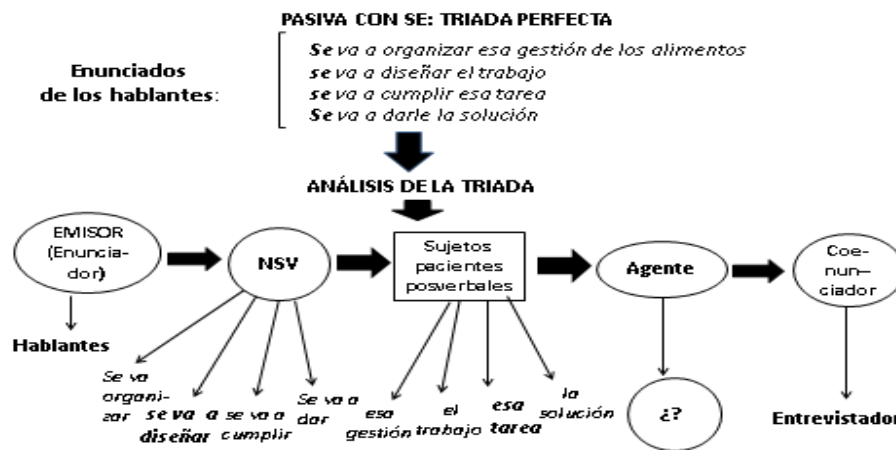 PASIVA CON SE: TRIADA PERFECTA
Enunciados
de los hablantes:
Se va a organizar esa gestión de los alimentos
se va a diseñar el trabajo
se va a cumplir esa tarea
Se va a darle la solución
ANÁLISIS DE LA TRIADA
EMISOR
(Enuncia-
dor)
NSV
Sujetos
pacientes
posverbales
Agente
Coe-
nun–
ciador
Hablantes
Se va
organi-
zar
se va a
diseñar
se va a
cumplir
Se va a
dar
esa
gestión
el
trabajo
esa
tarea
la
solución
¿?
Entrevistador